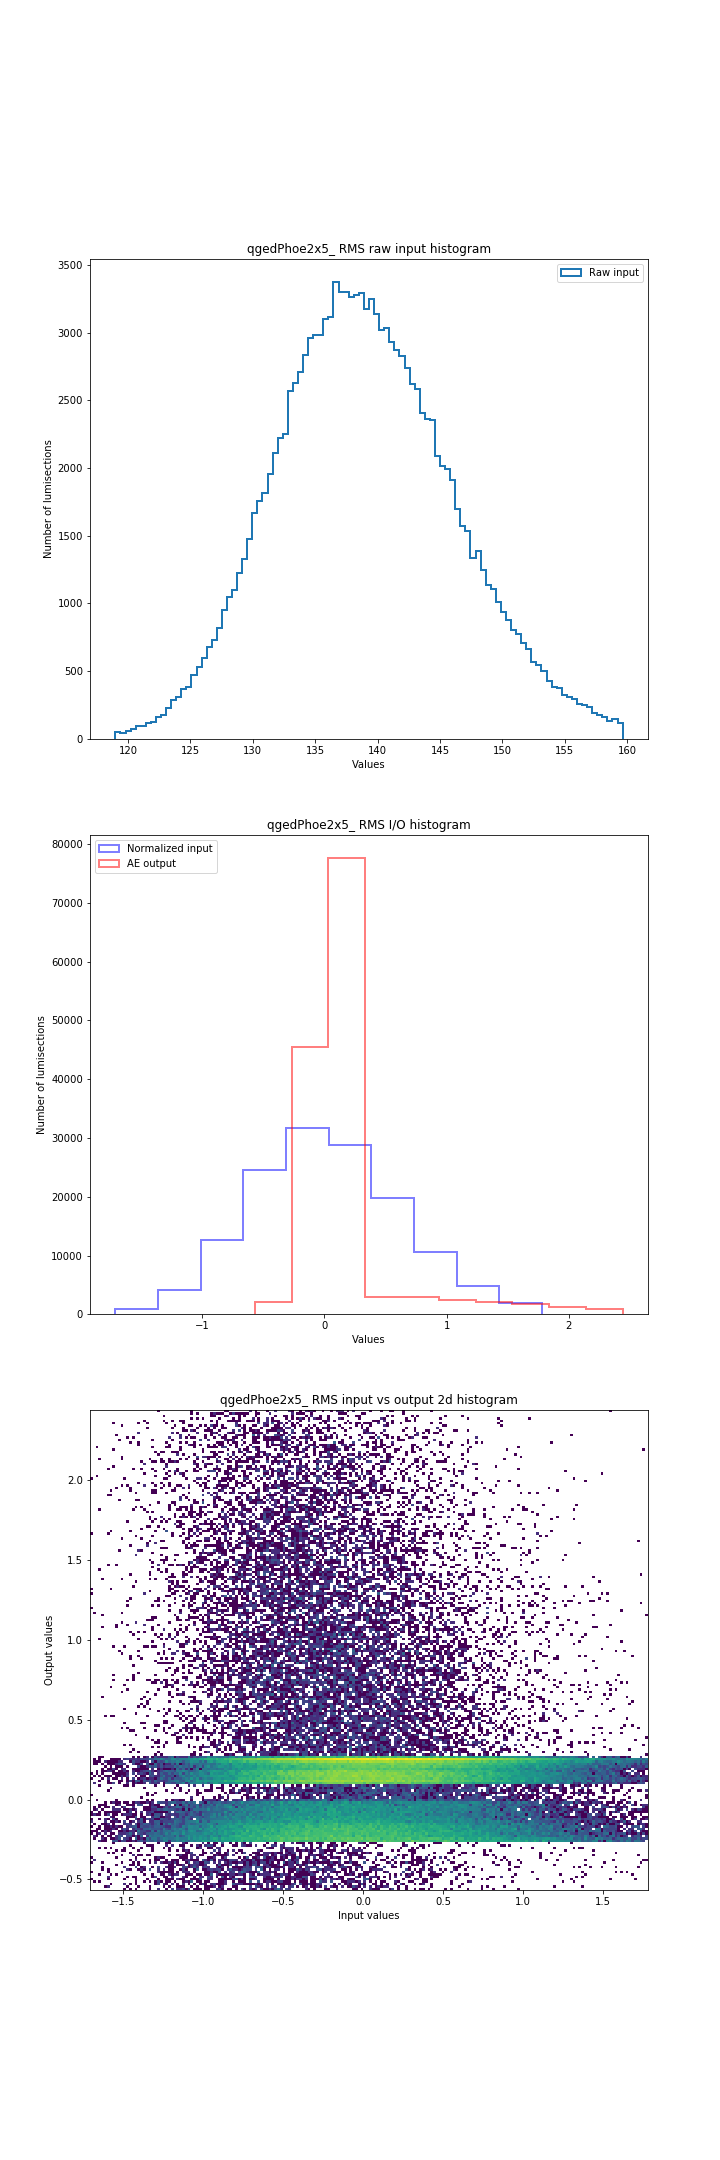 qgedPhoe2x5_ RMS raw input histogram
Raw input
3500
3000
2500
2000
1500
1000
500
0
Number of lumisections
120 125 130 135 140 145 150 155 160
Values
qgedPhoe2x5_ RMS I/O histogram
Normalized input
AE output
80000
70000
60000
50000
40000
30000
20000
10000
0
Number of lumisections
−1 0 1 2
Values
qgedPhoe2x5_ RMS input vs output 2d histogram
2.0
1.5
1.0
0.5
0.0
−0.5
Output values
−1.5 −1.0 −0.5 0.0 0.5 1.0 1.5
Input values